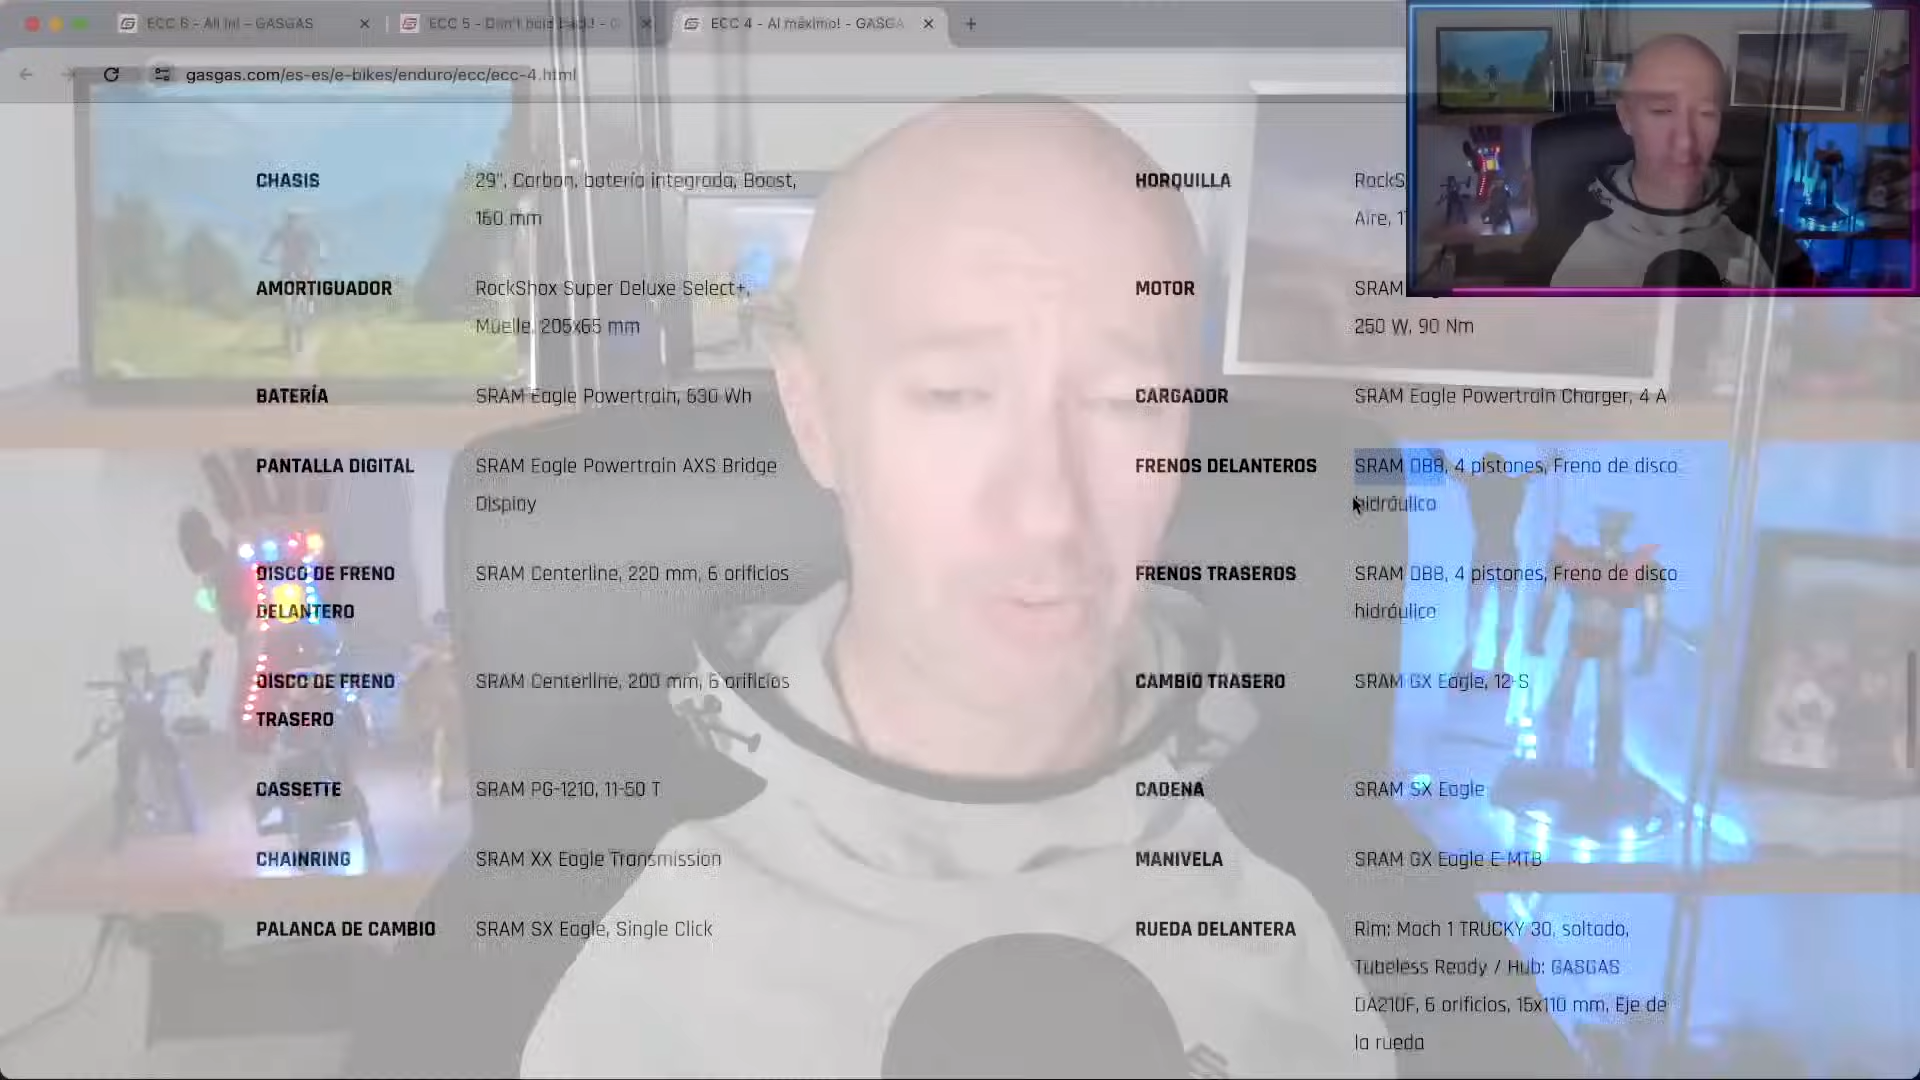 ECC 6 - All in! - GASGAS
ECC 5 - Don't hold back! - G
ECC 4 - Al máximo! - GASGA
gasgas.com/es-es/e-bikes/enduro/ecc/ecc-4.html
CHASIS
29", Carbon, batería integrada, Boost,
160 mm
HORQUILLA
RockS
Aire,
AMORTIGUADOR
RockShox Super Deluxe Select+,
Muelle, 205x65 mm
MOTOR
SRAM
250 W, 90 Nm
BATERÍA
SRAM Eagle Powertrain, 630 Wh
CARGADOR
SRAM Eagle Powertrain Charger, 4 A
PANTALLA DIGITAL
SRAM Eagle Powertrain AXS Bridge
Display
FRENOS DELANTEROS
SRAM DB8, 4 pistones, Freno de disco
hidráulico
DISCO DE FRENO
DELANTERO
SRAM Centerline, 220 mm, 6 orificios
FRENOS TRASEROS
SRAM DB8, 4 pistones, Freno de disco
hidráulico
DISCO DE FRENO
TRASERO
SRAM Centerline, 200 mm, 6 orificios
CAMBIO TRASERO
SRAM GX Eagle, 12-S
CASSETTE
SRAM PG-1210, 11-50 T
CADENA
SRAM SX Eagle
CHAINRING
SRAM XX Eagle Transmission
MANIVELA
SRAM GX Eagle E-MTB
PALANCA DE CAMBIO
SRAM SX Eagle, Single Click
RUEDA DELANTERA
Rim: Mach 1 TRUCKY 30, soltado,
Tubeless Ready / Hub: GASGAS
DA210F, 6 orificios, 15x110 mm, Eje de
la rueda